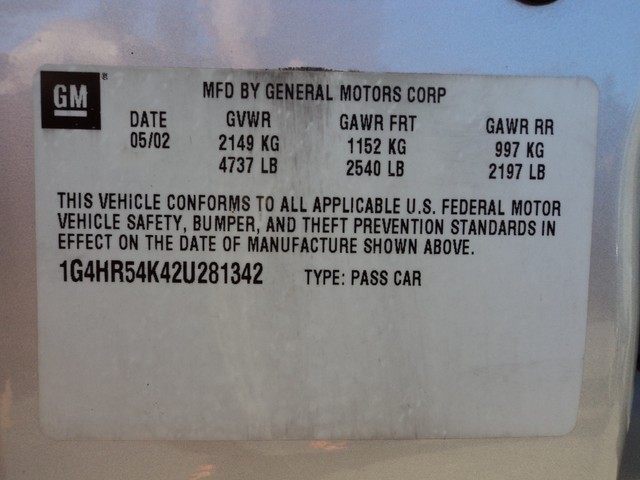 GM ®
MFD BY GENERAL MOTORS CORP
DATE GVWR GAWR FRT GAWR RR
05/02 2149 KG 1152 KG 997 KG
4737 LB 2540 LB 2197 LB
THIS VEHICLE CONFORMS TO ALL APPLICABLE U.S. FEDERAL MOTOR
VEHICLE SAFETY, BUMPER, AND THEFT PREVENTION STANDARDS IN
EFFECT ON THE DATE OF MANUFACTURE SHOWN ABOVE.
1G4HR54K42U281342 TYPE: PASS CAR